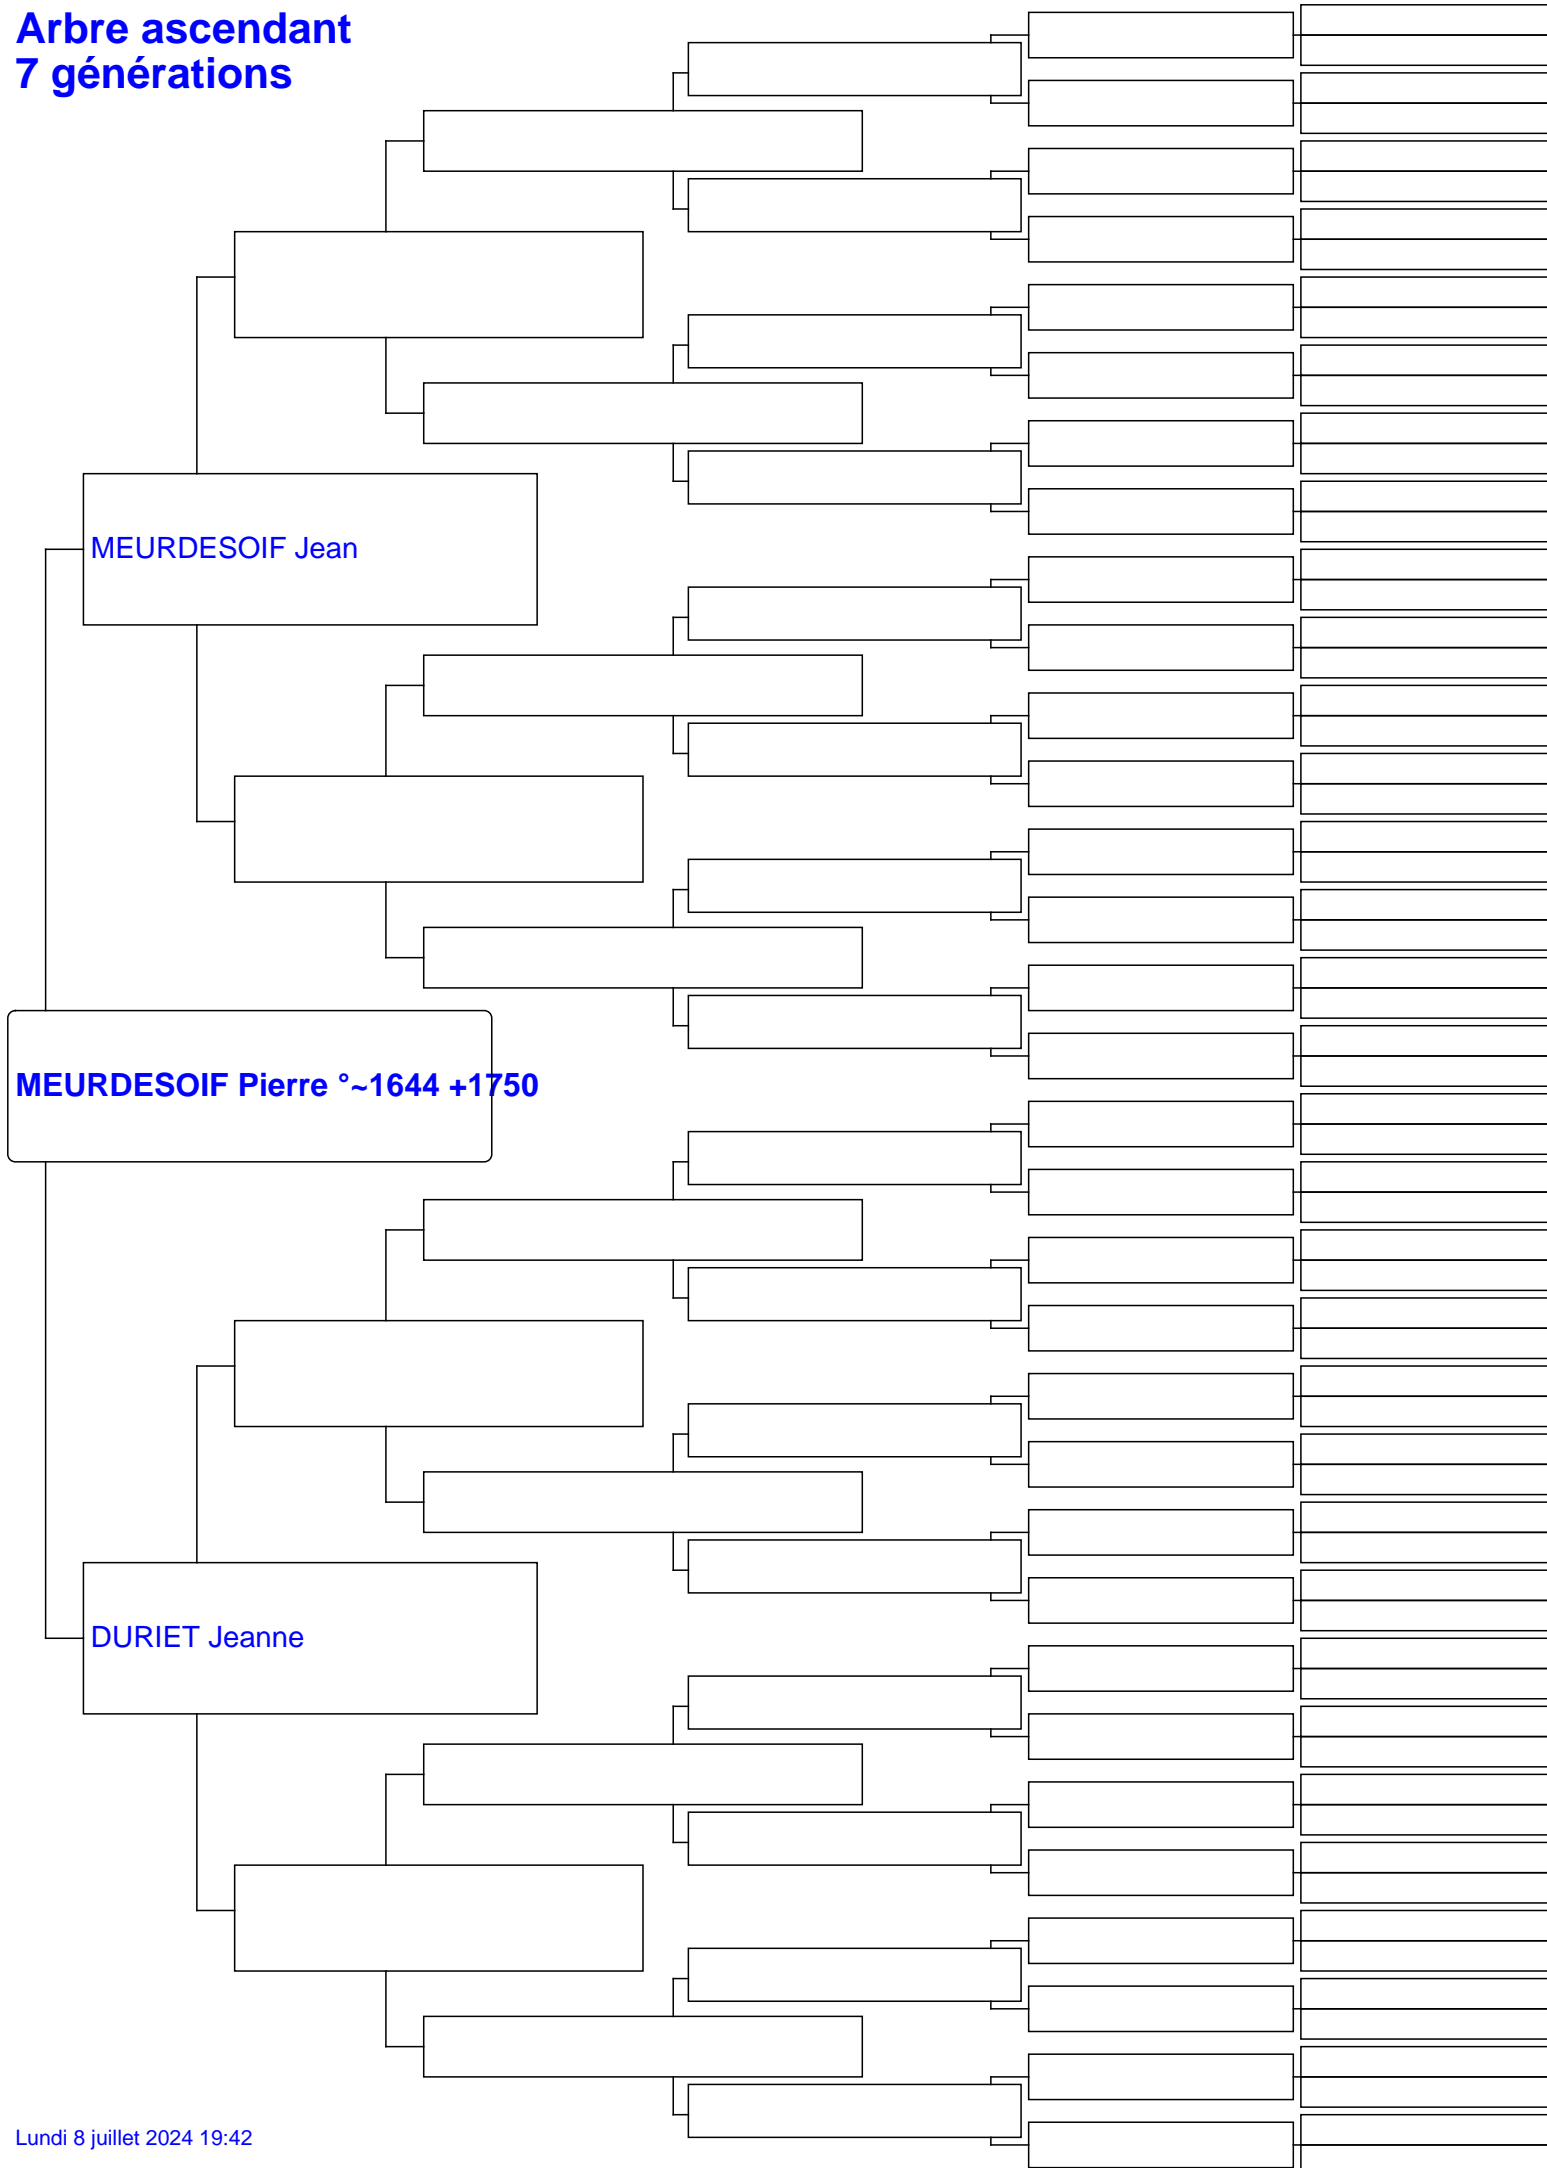 Arbre ascendant
7 générations
MEURDESOIF Jean
MEURDESOIF Pierre °~1644 +1750
DURIET Jeanne
Lundi 8 juillet 2024 19:42